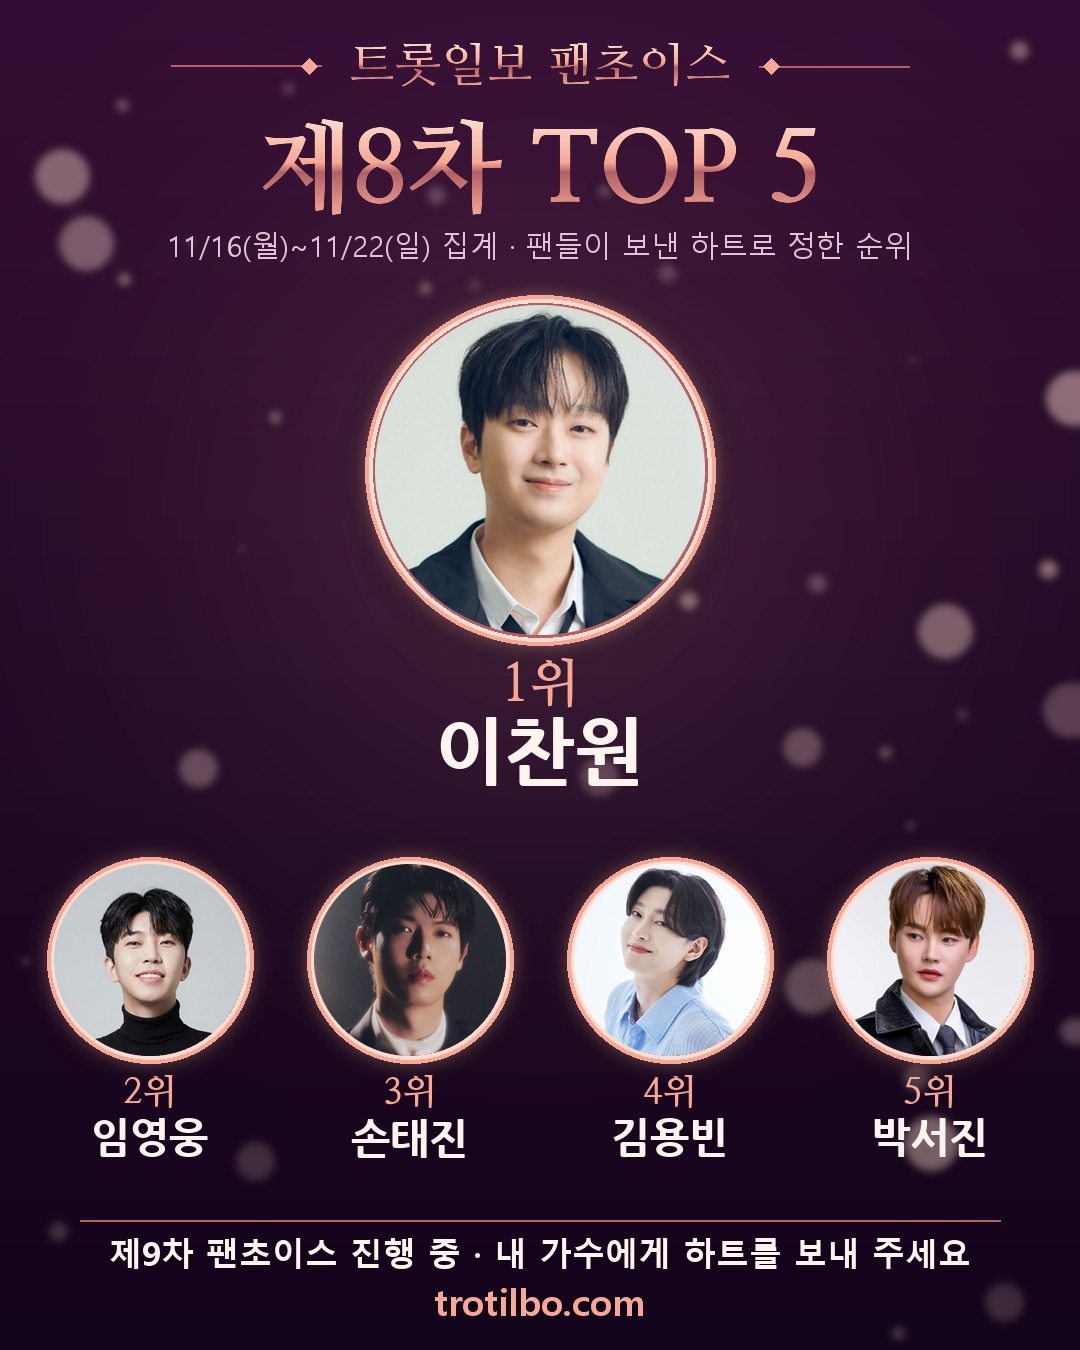 트롯일보 팬초이스
제8차 TOP 5
11/16(월)~11/22(일) 집계 · 팬들이 보낸 하트로 정한 순위
1위
이찬원
2위
임영웅
3위
손태진
4위
김용빈
5위
박서진
제9차 팬초이스 진행 중 · 내 가수에게 하트를 보내 주세요
trotilbo.com